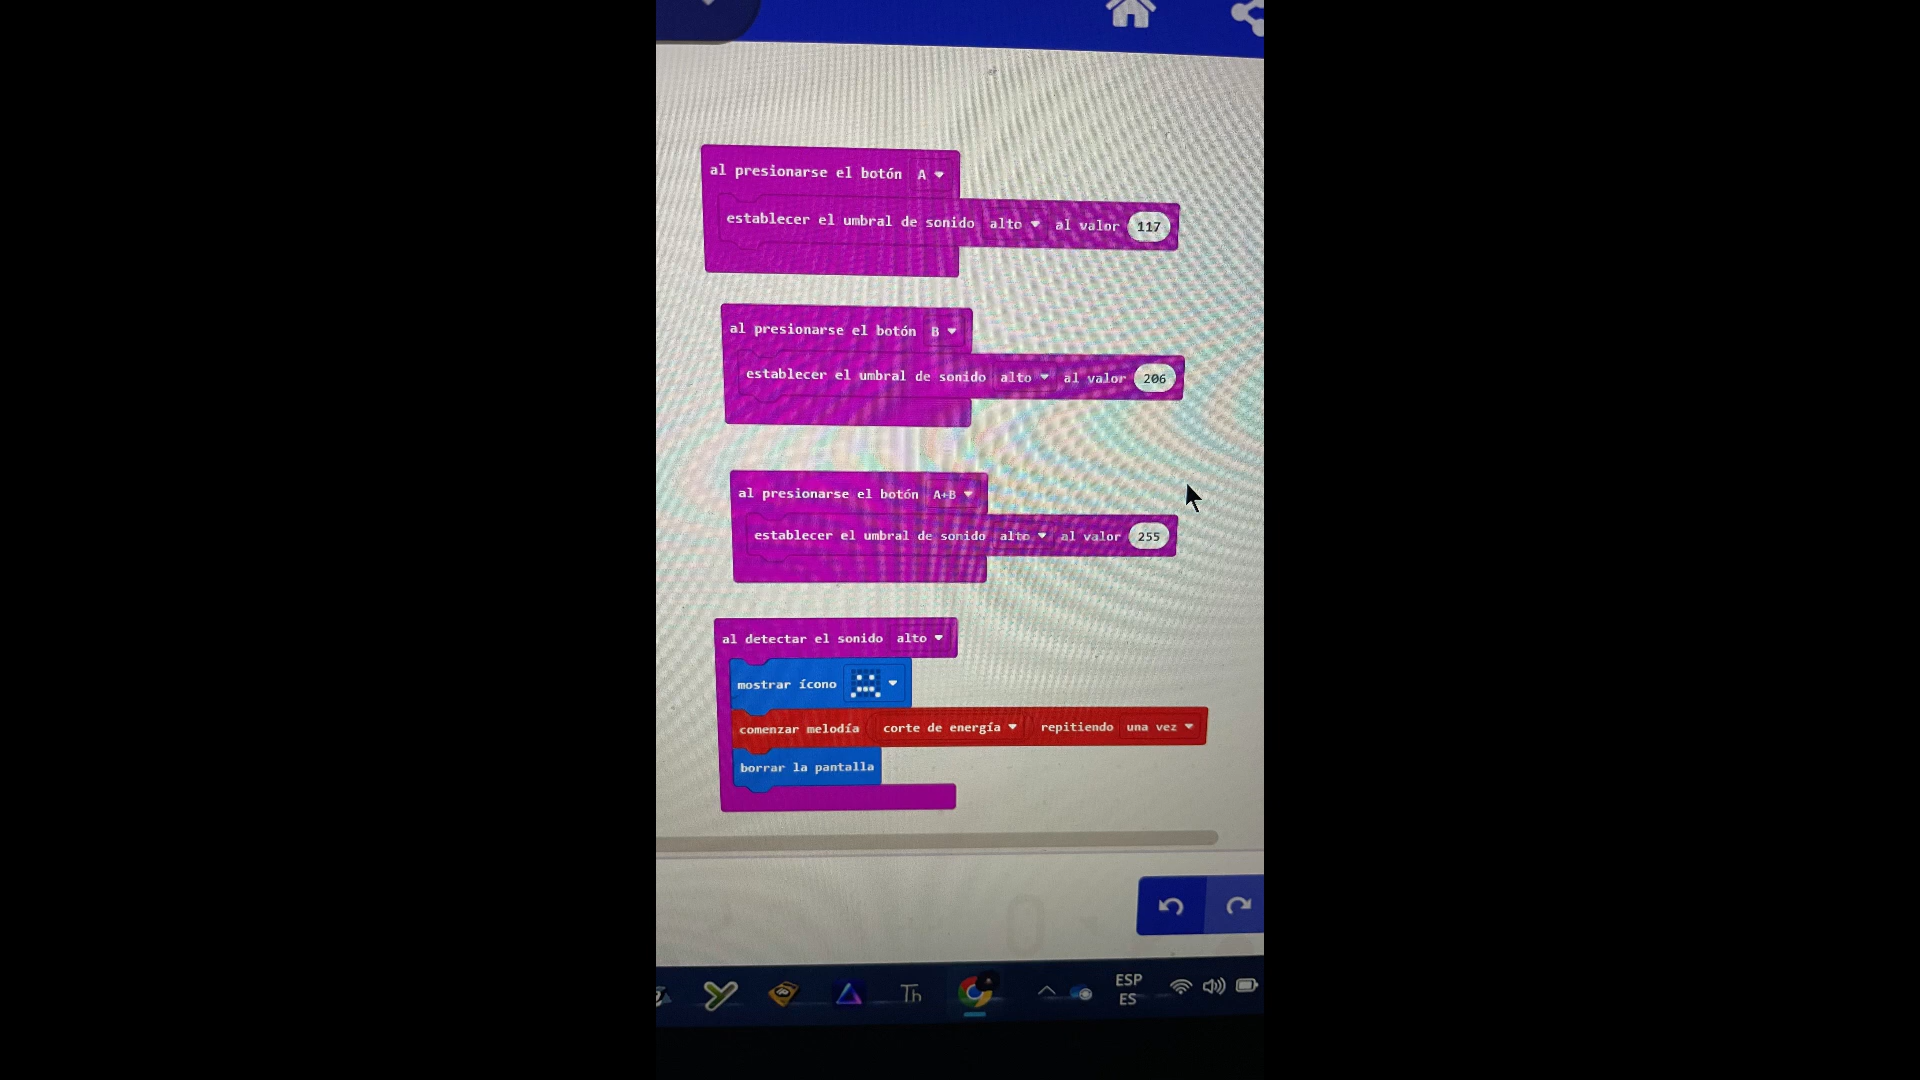 al presionarse el botón A
establecer el umbral de sonido alto al valor 117
al presionarse el botón B
establecer el umbral de sonido alto al valor 206
al presionarse el botón A+B
establecer el umbral de sonido alto al valor 255
al detectar el sonido alto
mostrar ícono
comenzar melodía corte de energía repitiendo una vez
borrar la pantalla
Th
ESP
ES